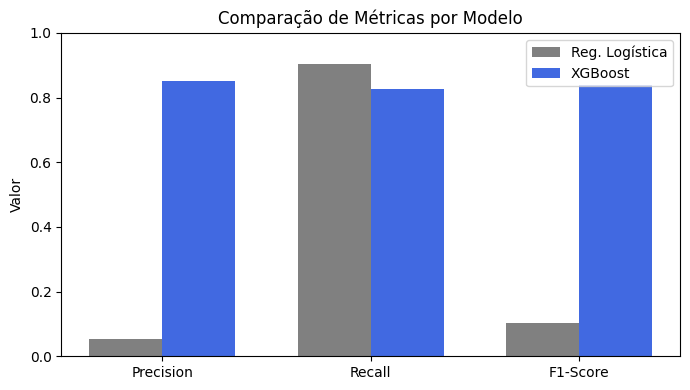 Comparação de Métricas por Modelo
1.0
0.8
0.6
0.4
0.2
0.0
Valor
Reg. Logística
XGBoost
Precision
Recall
F1-Score